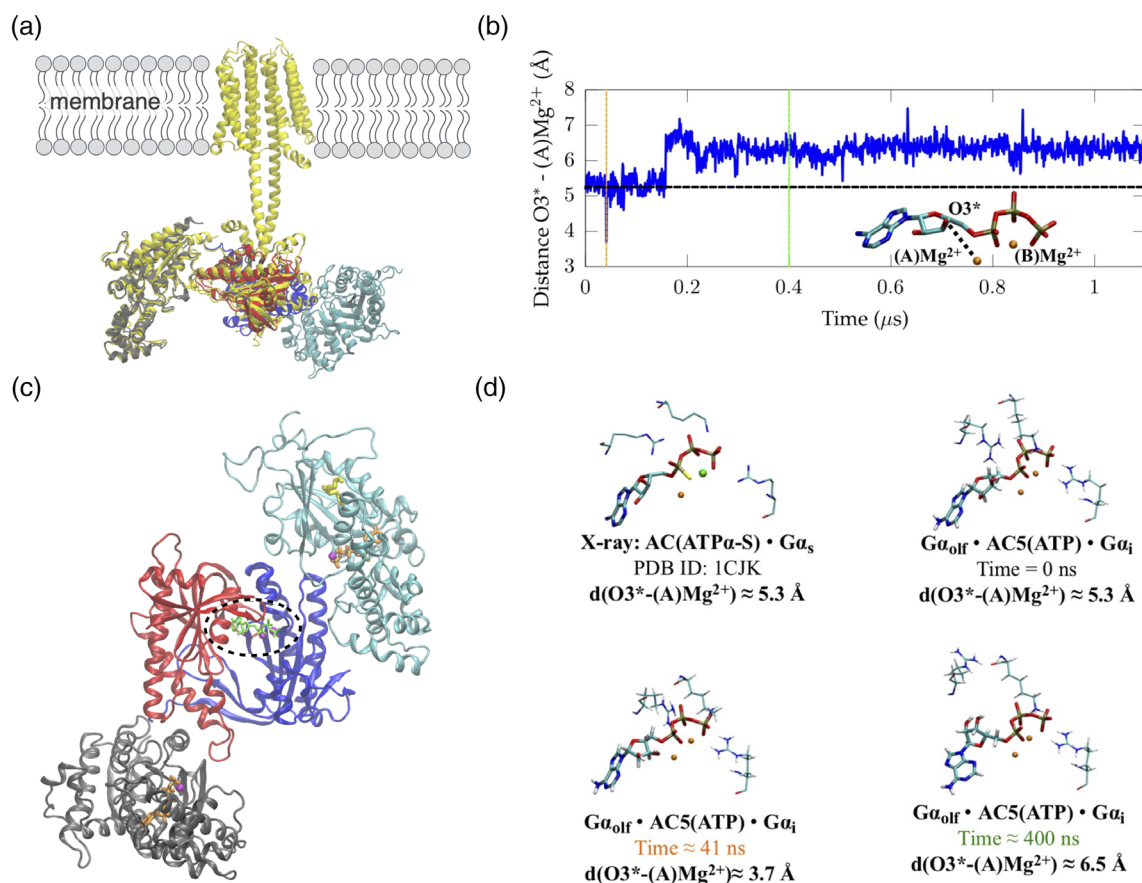 (a)
membrane
(b)
Distance O3* - (A)Mg²⁺ (Å)
8
7
6
5
4
3
O3*
(A)Mg²⁺ (B)Mg²⁺
0 0.2 0.4 0.6 0.8 1
Time (μs)
(c)
(d)
X-ray: AC(ATPα-S) • Gαₛ
PDB ID: 1CJK
d(O3*-(A)Mg²⁺) ≈ 5.3 Å
Gαₒₗf • AC5(ATP) • Gαᵢ
Time = 0 ns
d(O3*-(A)Mg²⁺) ≈ 5.3 Å
Gαₒₗf • AC5(ATP) • Gαᵢ
Time ≈ 41 ns
d(O3*-(A)Mg²⁺)≈ 3.7 Å
Gαₒₗf • AC5(ATP) • Gαᵢ
Time ≈ 400 ns
d(O3*-(A)Mg²⁺) ≈ 6.5 Å